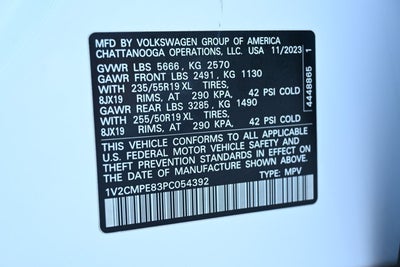 MFD BY VOLKSWAGEN GROUP OF AMERICA
CHATTANOOGA OPERATIONS, LLC. USA 11/2023
GVWR LBS 5666, KG 2570
GAWR FRONT LBS 2491, KG 1130
WITH 235/55R19 XL TIRES,
8JX19 RIMS, AT 290 KPA. 42 PSI COLD
GAWR REAR LBS 3285, KG 1490
WITH 255/50R19 XL TIRES,
8JX19 RIMS, AT 290 KPA. 42 PSI COLD
THIS VEHICLE CONFORMS TO ALL APPLICABLE
U.S. FEDERAL MOTOR VEHICLE SAFETY AND
THEFT PREVENTION STANDARDS IN EFFECT ON
THE DATE OF MANUFACTURE SHOWN ABOVE.
1V2CMPE83PC054392 TYPE: MPV
4448865 1